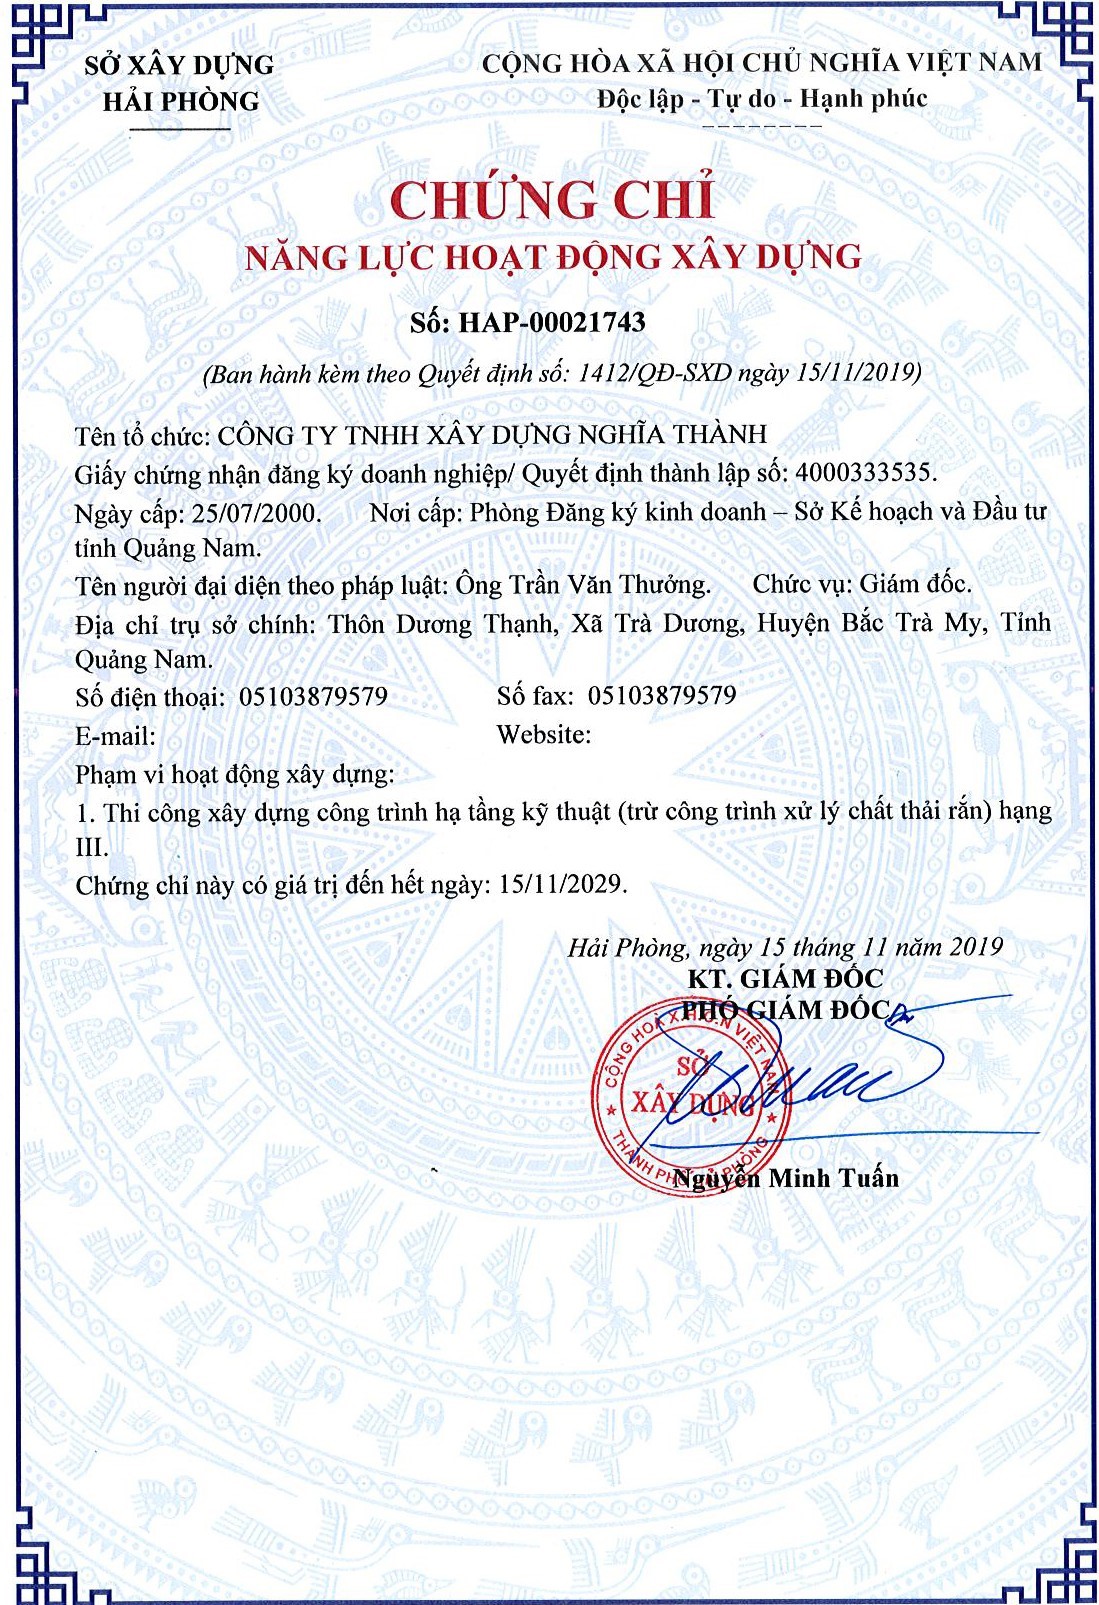 SỞ XÂY DỰNG
HẢI PHÒNG
CỘNG HÒA XÃ HỘI CHỦ NGHĨA VIỆT NAM
Độc lập - Tự do - Hạnh phúc
CHỨNG CHỈ
NĂNG LỰC HOẠT ĐỘNG XÂY DỰNG
Số: HAP-00021743
(Ban hành kèm theo Quyết định số: 1412/QĐ-SXD ngày 15/11/2019)
Tên tổ chức: CÔNG TY TNHH XÂY DỰNG NGHĨA THÀNH
Giấy chứng nhận đăng ký doanh nghiệp/ Quyết định thành lập số: 4000333535.
Ngày cấp: 25/07/2000. Nơi cấp: Phòng Đăng ký kinh doanh – Sở Kế hoạch và Đầu tư
tỉnh Quảng Nam.
Tên người đại diện theo pháp luật: Ông Trần Văn Thưởng. Chức vụ: Giám đốc.
Địa chỉ trụ sở chính: Thôn Dương Thạnh, Xã Trà Dương, Huyện Bắc Trà My, Tỉnh
Quảng Nam.
Số điện thoại: 05103879579 Số fax: 05103879579
E-mail: Website:
Phạm vi hoạt động xây dựng:
1. Thi công xây dựng công trình hạ tầng kỹ thuật (trừ công trình xử lý chất thải rắn) hạng
III.
Chứng chỉ này có giá trị đến hết ngày: 15/11/2029.
Hải Phòng, ngày 15 tháng 11 năm 2019
KT. GIÁM ĐỐC
PHÓ GIÁM ĐỐC
CỘNG HOÀ X.H.C.N VIỆT NAM
SỞ
XÂY DỰNG
THÀNH PHỐ HẢI PHÒNG
Nguyễn Minh Tuấn